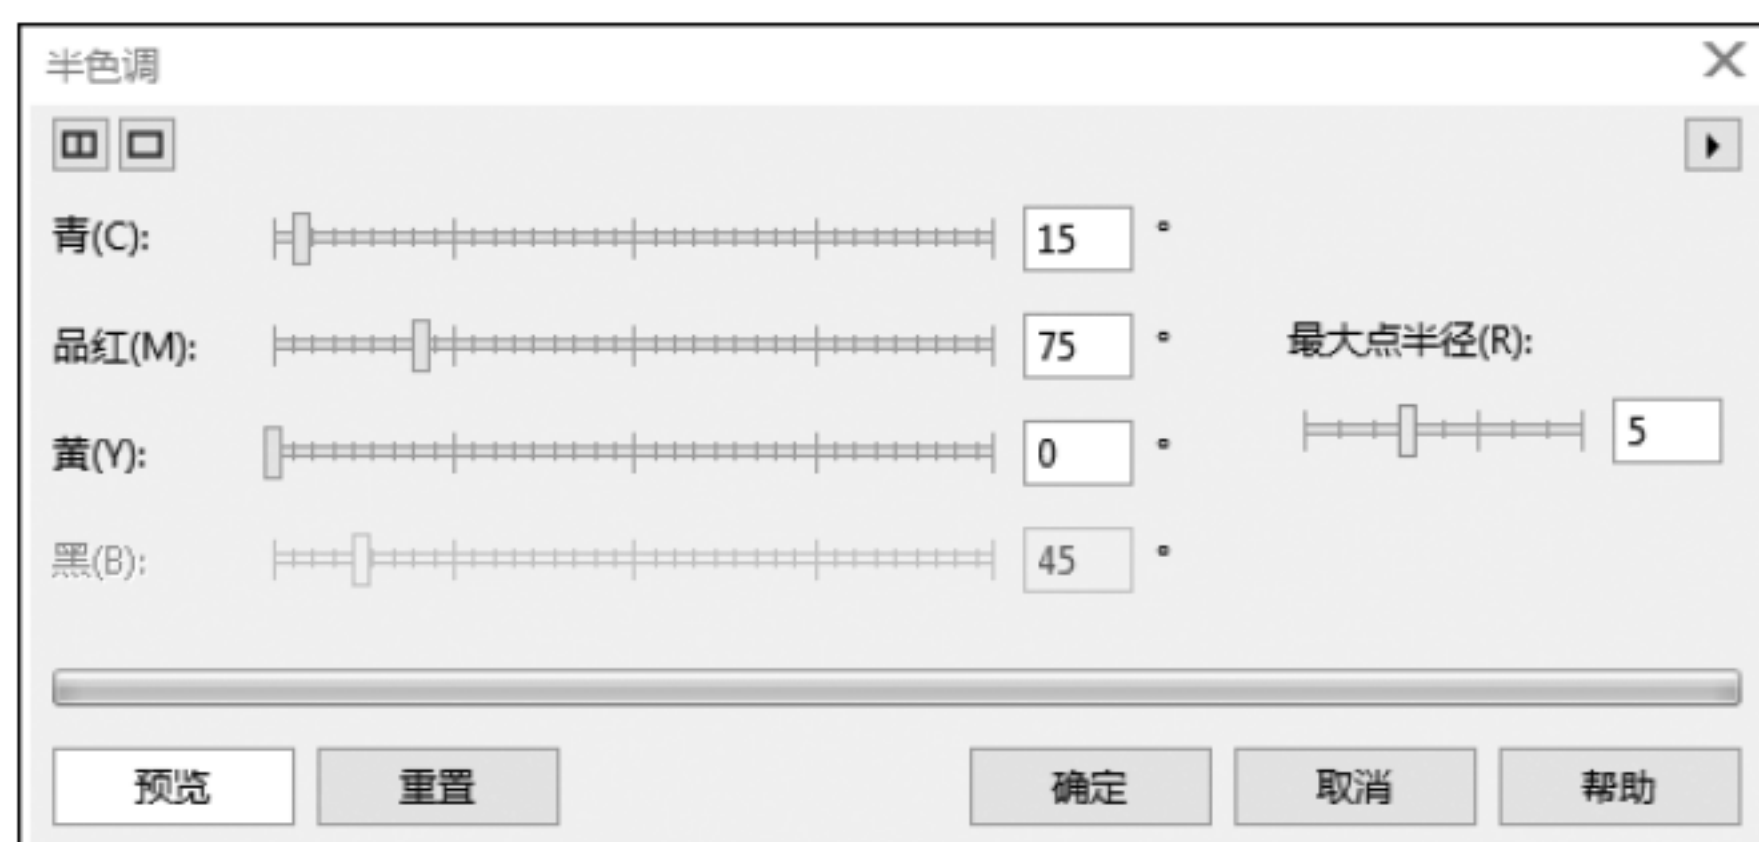 半色调
青(C):
15 °
品红(M):
75 °
最大点半径(R):
5
黄(Y):
0 °
黑(B):
45 °
预览
重置
确定
取消
帮助